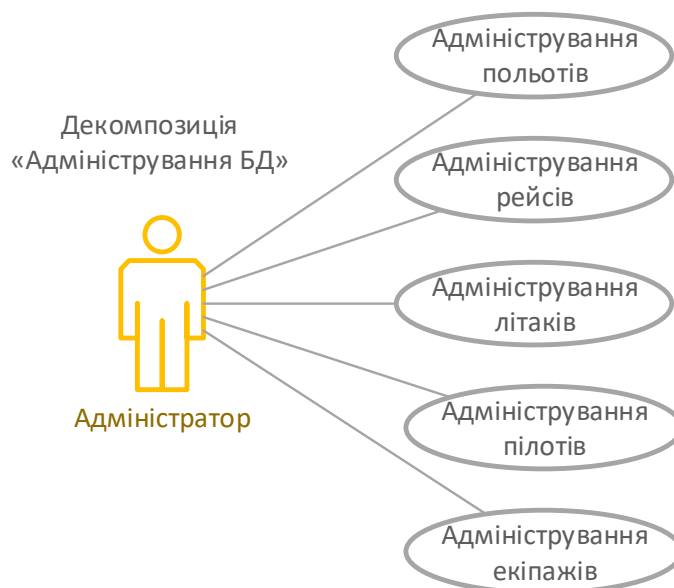 Адміністрування
польотів
Декомпозиція
«Адміністрування БД»
Адміністрування
рейсів
Адміністрування
літаків
Адміністратор
Адміністрування
пілотів
Адміністрування
екіпажів